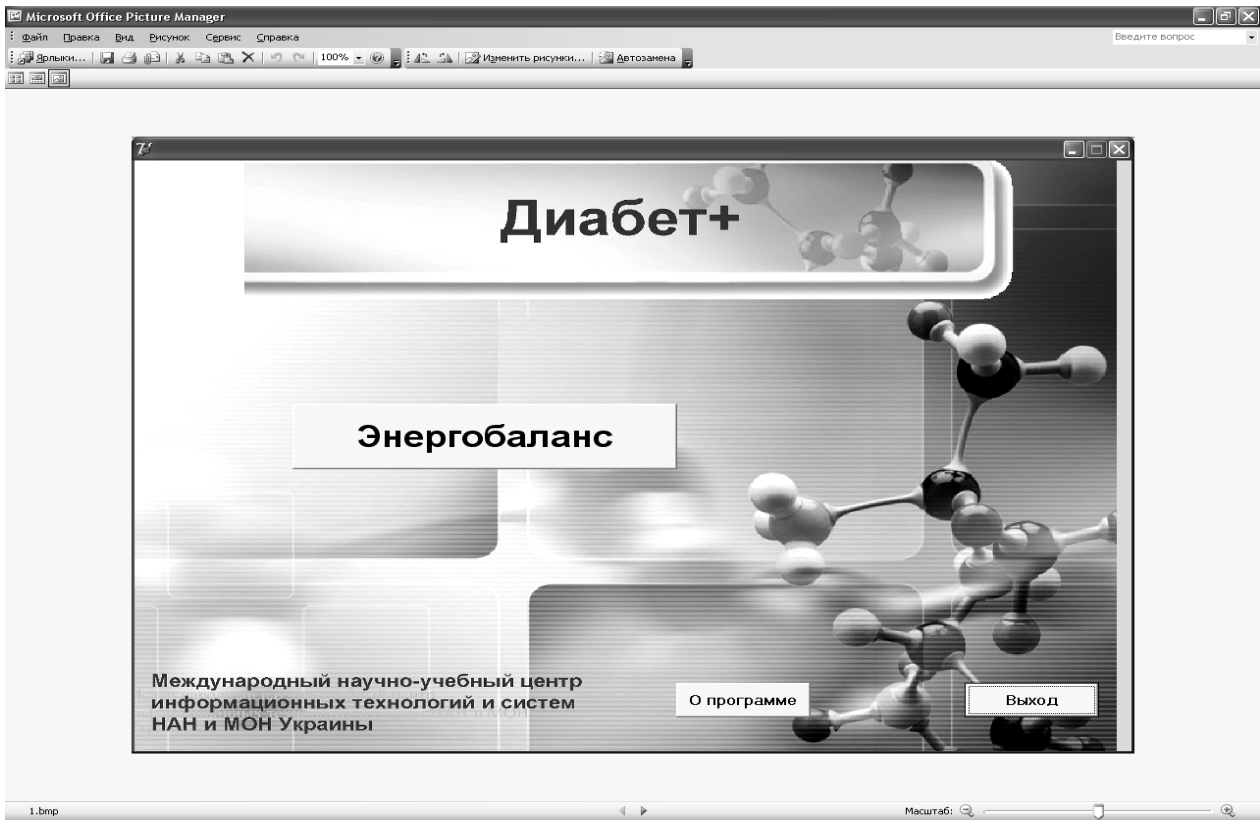 Microsoft Office Picture Manager
Файл Правка Вид Рисунок Сервис Справка
Введите вопрос
Ярлыки... 100% Изменить рисунки... Автозамена
Диабет+
Энергобаланс
Международный научно-учебный центр
информационных технологий и систем
НАН и МОН Украины
О программе
Выход
1.bmp
Масштаб: